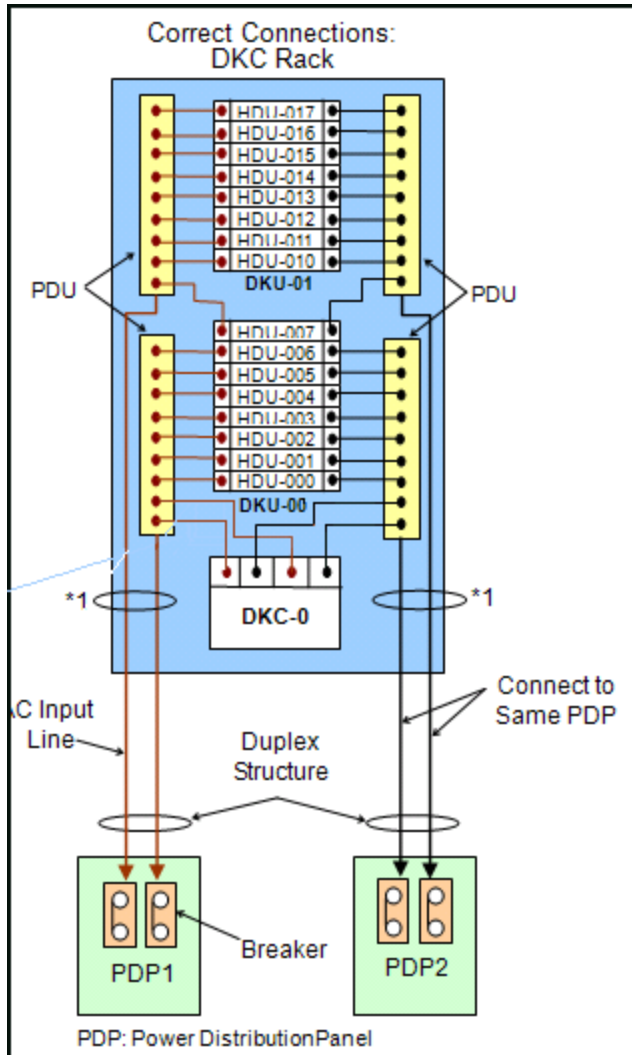 Correct Connections:
DKC Rack
HDU-017
HDU-016
HDU-015
HDU-014
HDU-013
HDU-012
HDU-011
HDU-010
DKU-01
PDU
PDU
HDU-007
HDU-006
HDU-005
HDU-004
HDU-003
HDU-002
HDU-001
HDU-000
DKU-00
*1
*1
DKC-0
AC Input
Line
Connect to
Same PDP
Duplex
Structure
Breaker
PDP1
PDP2
PDP: Power DistributionPanel